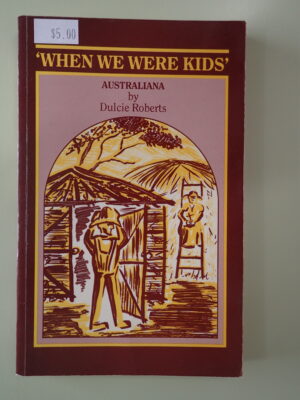 $5.00
'WHEN WE WERE KIDS'
AUSTRALIANA
by
Dulcie Roberts